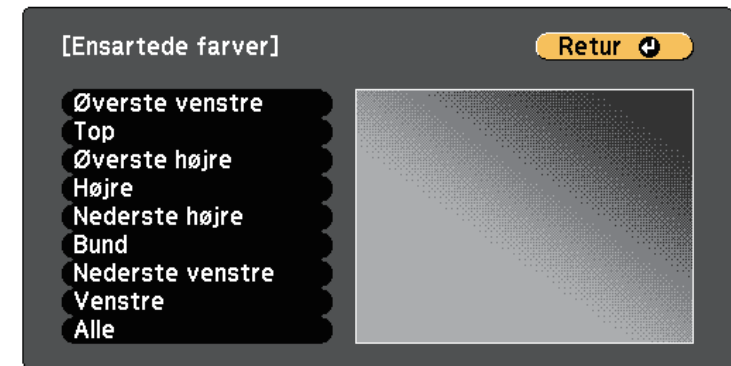 [Ensartede farver]
Retur
Øverste venstre
Top
Øverste højre
Højre
Nederste højre
Bund
Nederste venstre
Venstre
Alle